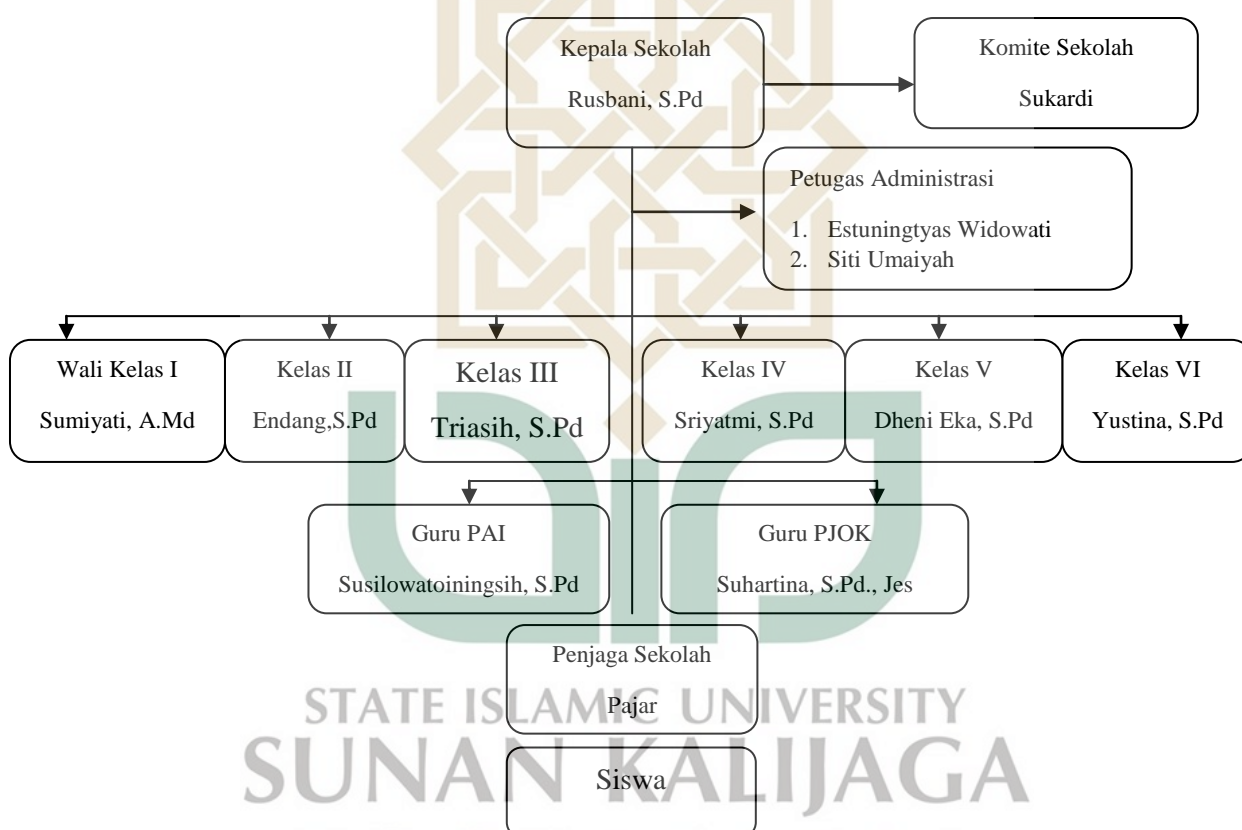 Kepala Sekolah
Rusbani, S.Pd
Komite Sekolah
Sukardi
Petugas Administrasi
1. Estuningtyas Widowati
2. Siti Umaiyah
Wali Kelas I
Sumiyati, A.Md
Kelas II
Endang,S.Pd
Kelas III
Triasih, S.Pd
Kelas IV
Sriyatmi, S.Pd
Kelas V
Dheni Eka, S.Pd
Kelas VI
Yustina, S.Pd
Guru PAI
Susilowatoiningsih, S.Pd
Guru PJOK
Suhartina, S.Pd., Jes
Penjaga Sekolah
Pajar
STATE ISLAMIC UNIVERSITY
SUNAN KALIJAGA
Siswa